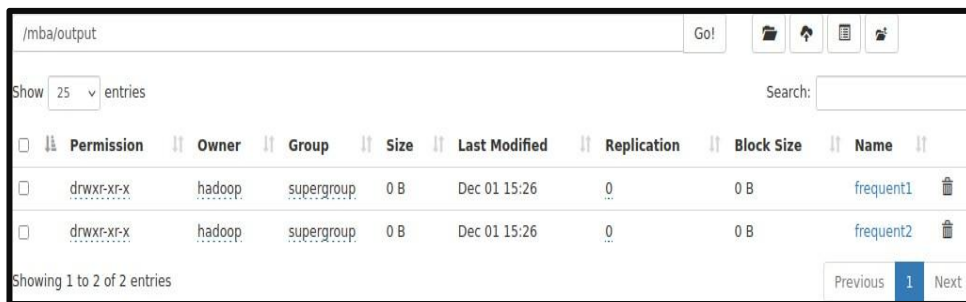 /mba/output Go!
Show 25 entries Search:
Permission Owner Group Size Last Modified Replication Block Size Name
drwxr-xr-x hadoop supergroup 0 B Dec 01 15:26 0 0 B frequent1
drwxr-xr-x hadoop supergroup 0 B Dec 01 15:26 0 0 B frequent2
Showing 1 to 2 of 2 entries Previous 1 Next